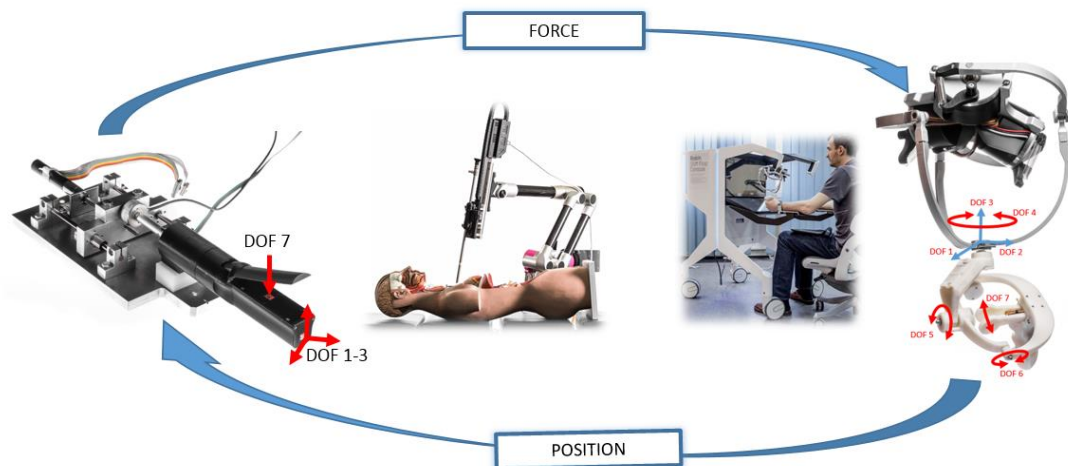 FORCE
DOF 7
DOF 1-3
DOF 3
DOF 4
DOF 1
DOF 2
DOF 7
DOF 5
DOF 6
POSITION